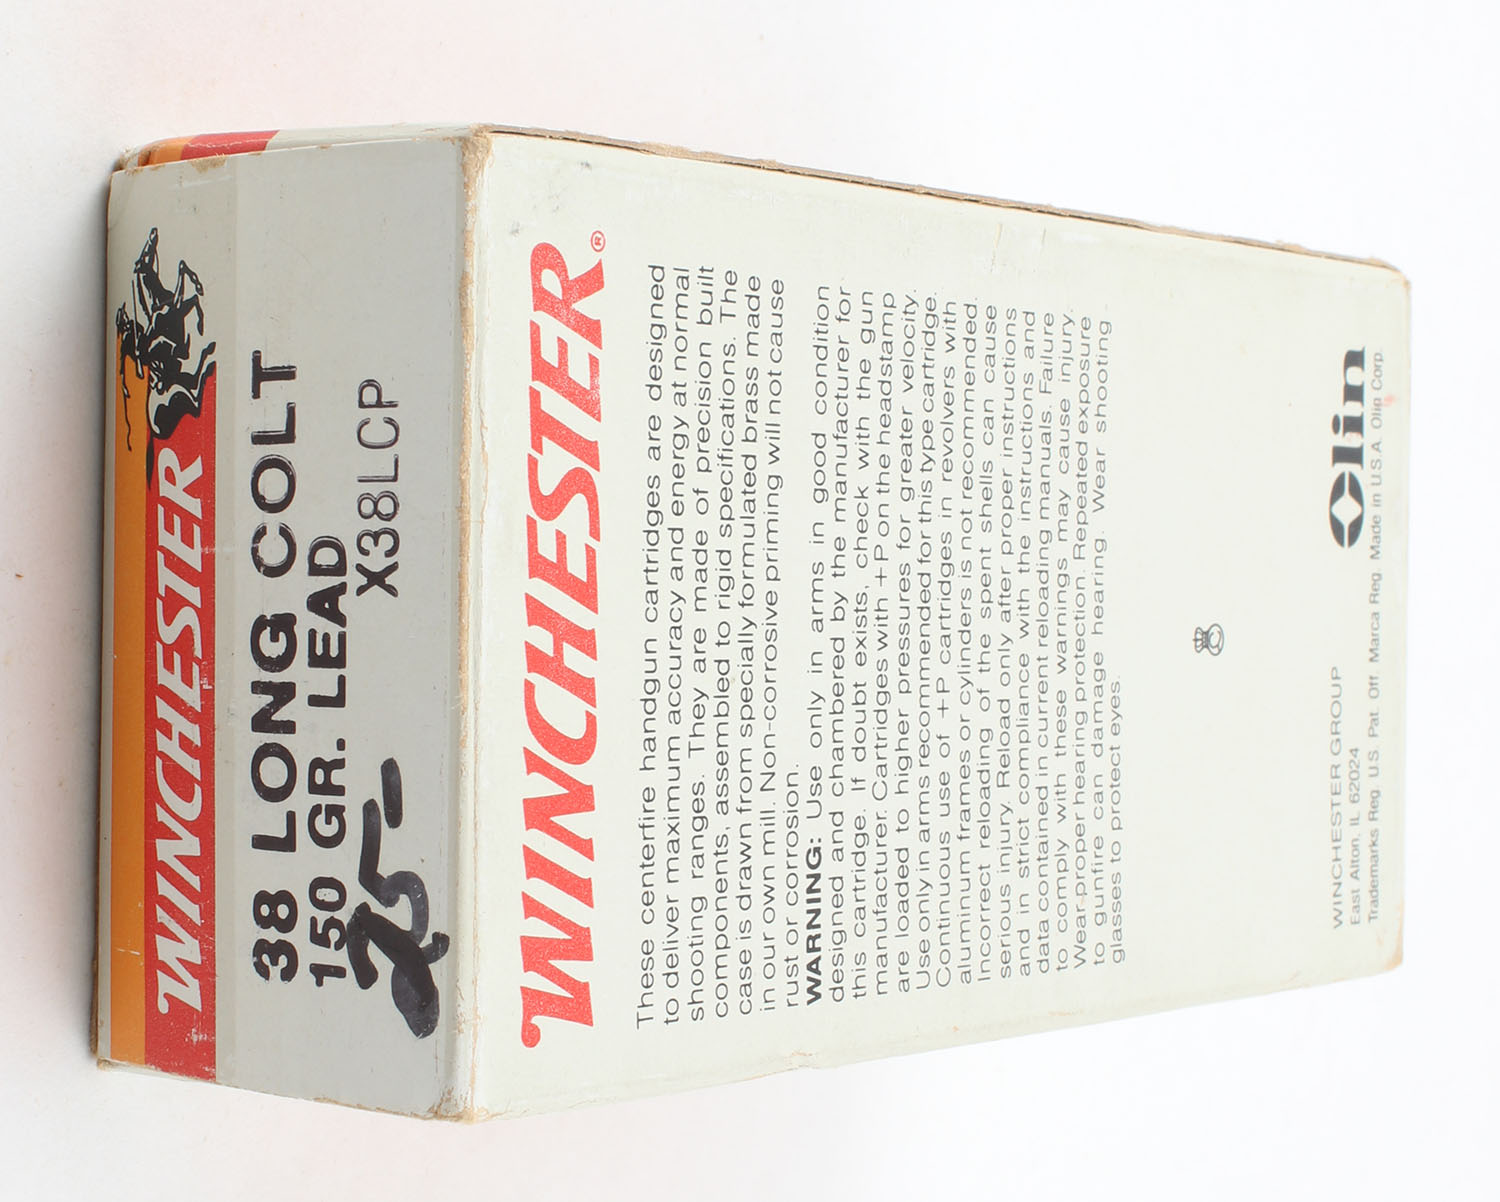 WINCHESTER
38 LONG COLT
150 GR. LEAD
X38LCP
25-
WINCHESTER®
These centerfire handgun cartridges are designed
to deliver maximum accuracy and energy at normal
shooting ranges. They are made of precision built
components, assembled to rigid specifications. The
case is drawn from specially formulated brass made
in our own mill. Non-corrosive priming will not cause
rust or corrosion.
WARNING: Use only in arms in good condition
designed and chambered by the manufacturer for
this cartridge. If doubt exists, check with the gun
manufacturer. Cartridges with +P on the headstamp
are loaded to higher pressures for greater velocity.
Use only in arms recommended for this type cartridge.
Continuous use of +P cartridges in revolvers with
aluminum frames or cylinders is not recommended.
Incorrect reloading of the spent shells can cause
serious injury. Reload only after proper instructions
and in strict compliance with the instructions and
data contained in current reloading manuals. Failure
to comply with these warnings may cause injury.
Wear proper hearing protection. Repeated exposure
to gunfire can damage hearing. Wear shooting
glasses to protect eyes.
WINCHESTER GROUP
East Alton, IL 62024
Olin
Trademarks Reg. U.S. Pat. Off. Marca Reg. Made in U.S.A. Olin Corp.